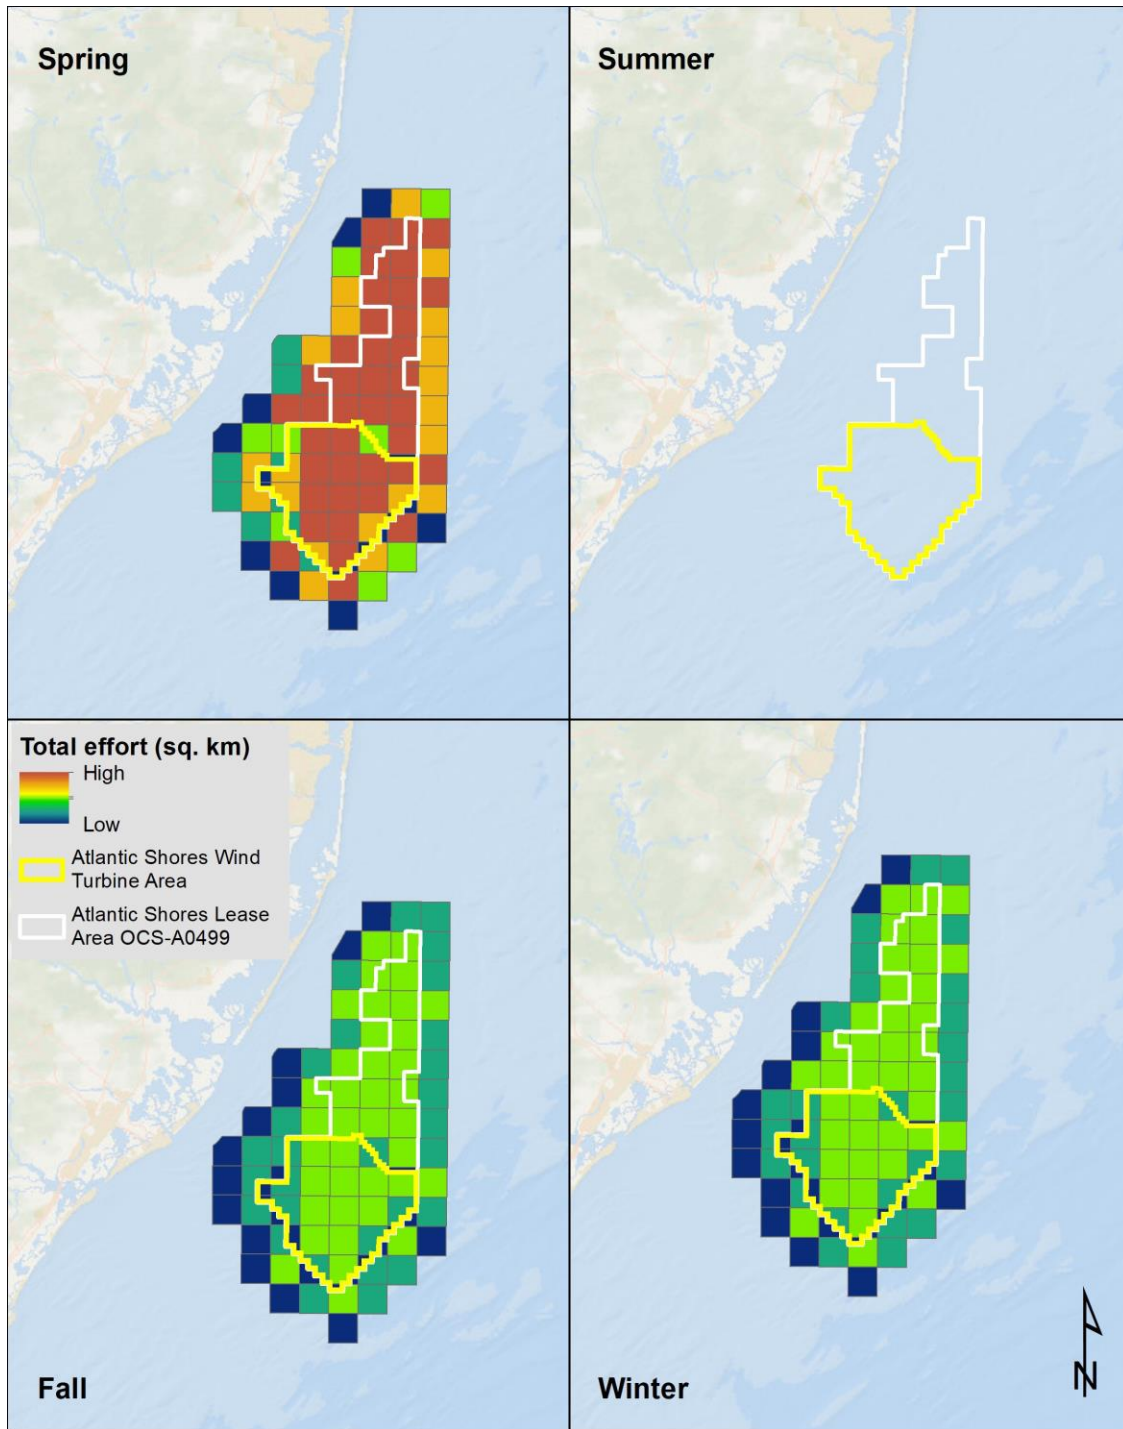 Spring
Summer
Total effort (sq. km)
High
Low
Atlantic Shores Wind
Turbine Area
Atlantic Shores Lease
Area OCS-A0499
Fall
Winter
N